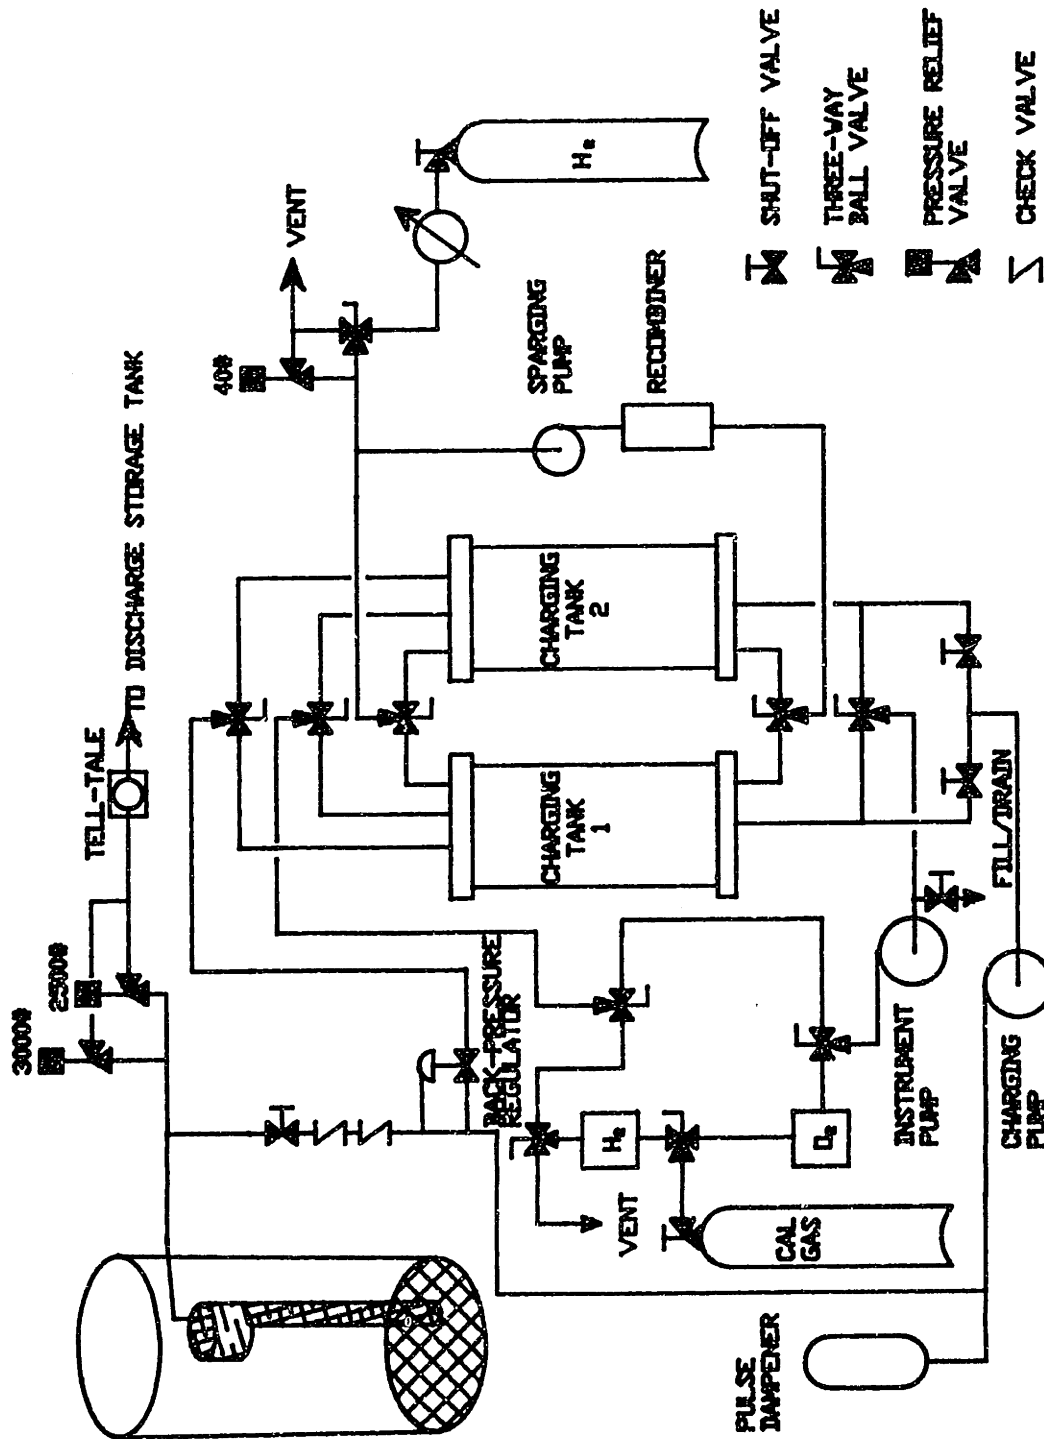 3000#
2500#
TELL-TALE
TO DISCHARGE STORAGE TANK
40#
VENT
H₂
BACK-PRESSURE
REGULATOR
CHARGING
TANK
1
CHARGING
TANK
2
SPARGING
PUMP
RECOMBINER
H₂
O₂
VENT
CAL
GAS
INSTRUMENT
PUMP
FILL/DRAIN
CHARGING
PUMP
PULSE
DAMPENER
SHUT-OFF VALVE
THREE-WAY
BALL VALVE
PRESSURE RELIEF
VALVE
CHECK VALVE